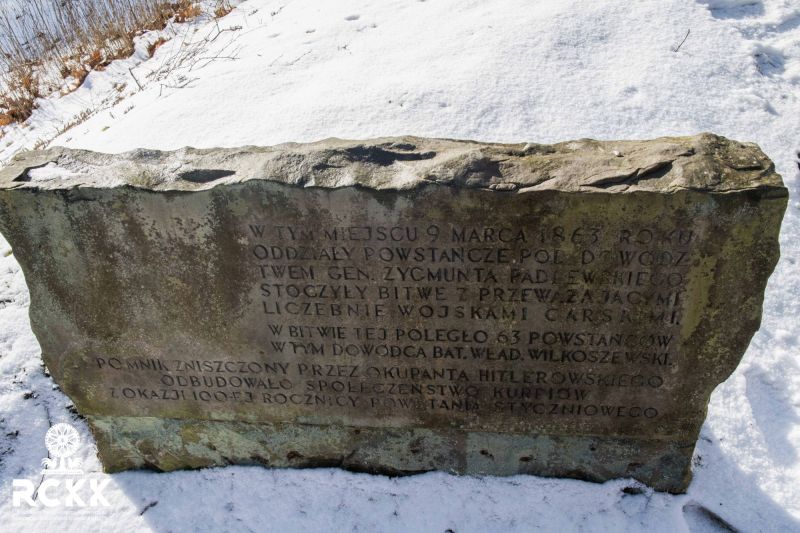 W TYM MIEJSCU 9 MARCA 1863 ROKU
ODDZIAŁY POWSTAŃCZE POD DOWÓDZ
TWEM GEN. ZYGMUNTA PADLEWSKIEGO
STOCZYŁY BITWĘ Z PRZEWAŻAJĄCYMI
LICZEBNIE WOJSKAMI CARSKIMI.
W BITWIE TEJ POLEGŁO 63 POWSTAŃCÓW
W TYM DOWÓDCA BAT. WŁAD. WILKOSZEWSKI.
POMNIK ZNISZCZONY PRZEZ OKUPANTA HITLEROWSKIEGO
ODBUDOWAŁO SPOŁECZEŃSTWO KURPIÓW
Z OKAZJI 100-EJ ROCZNICY POWSTANIA STYCZNIOWEGO
RCKK